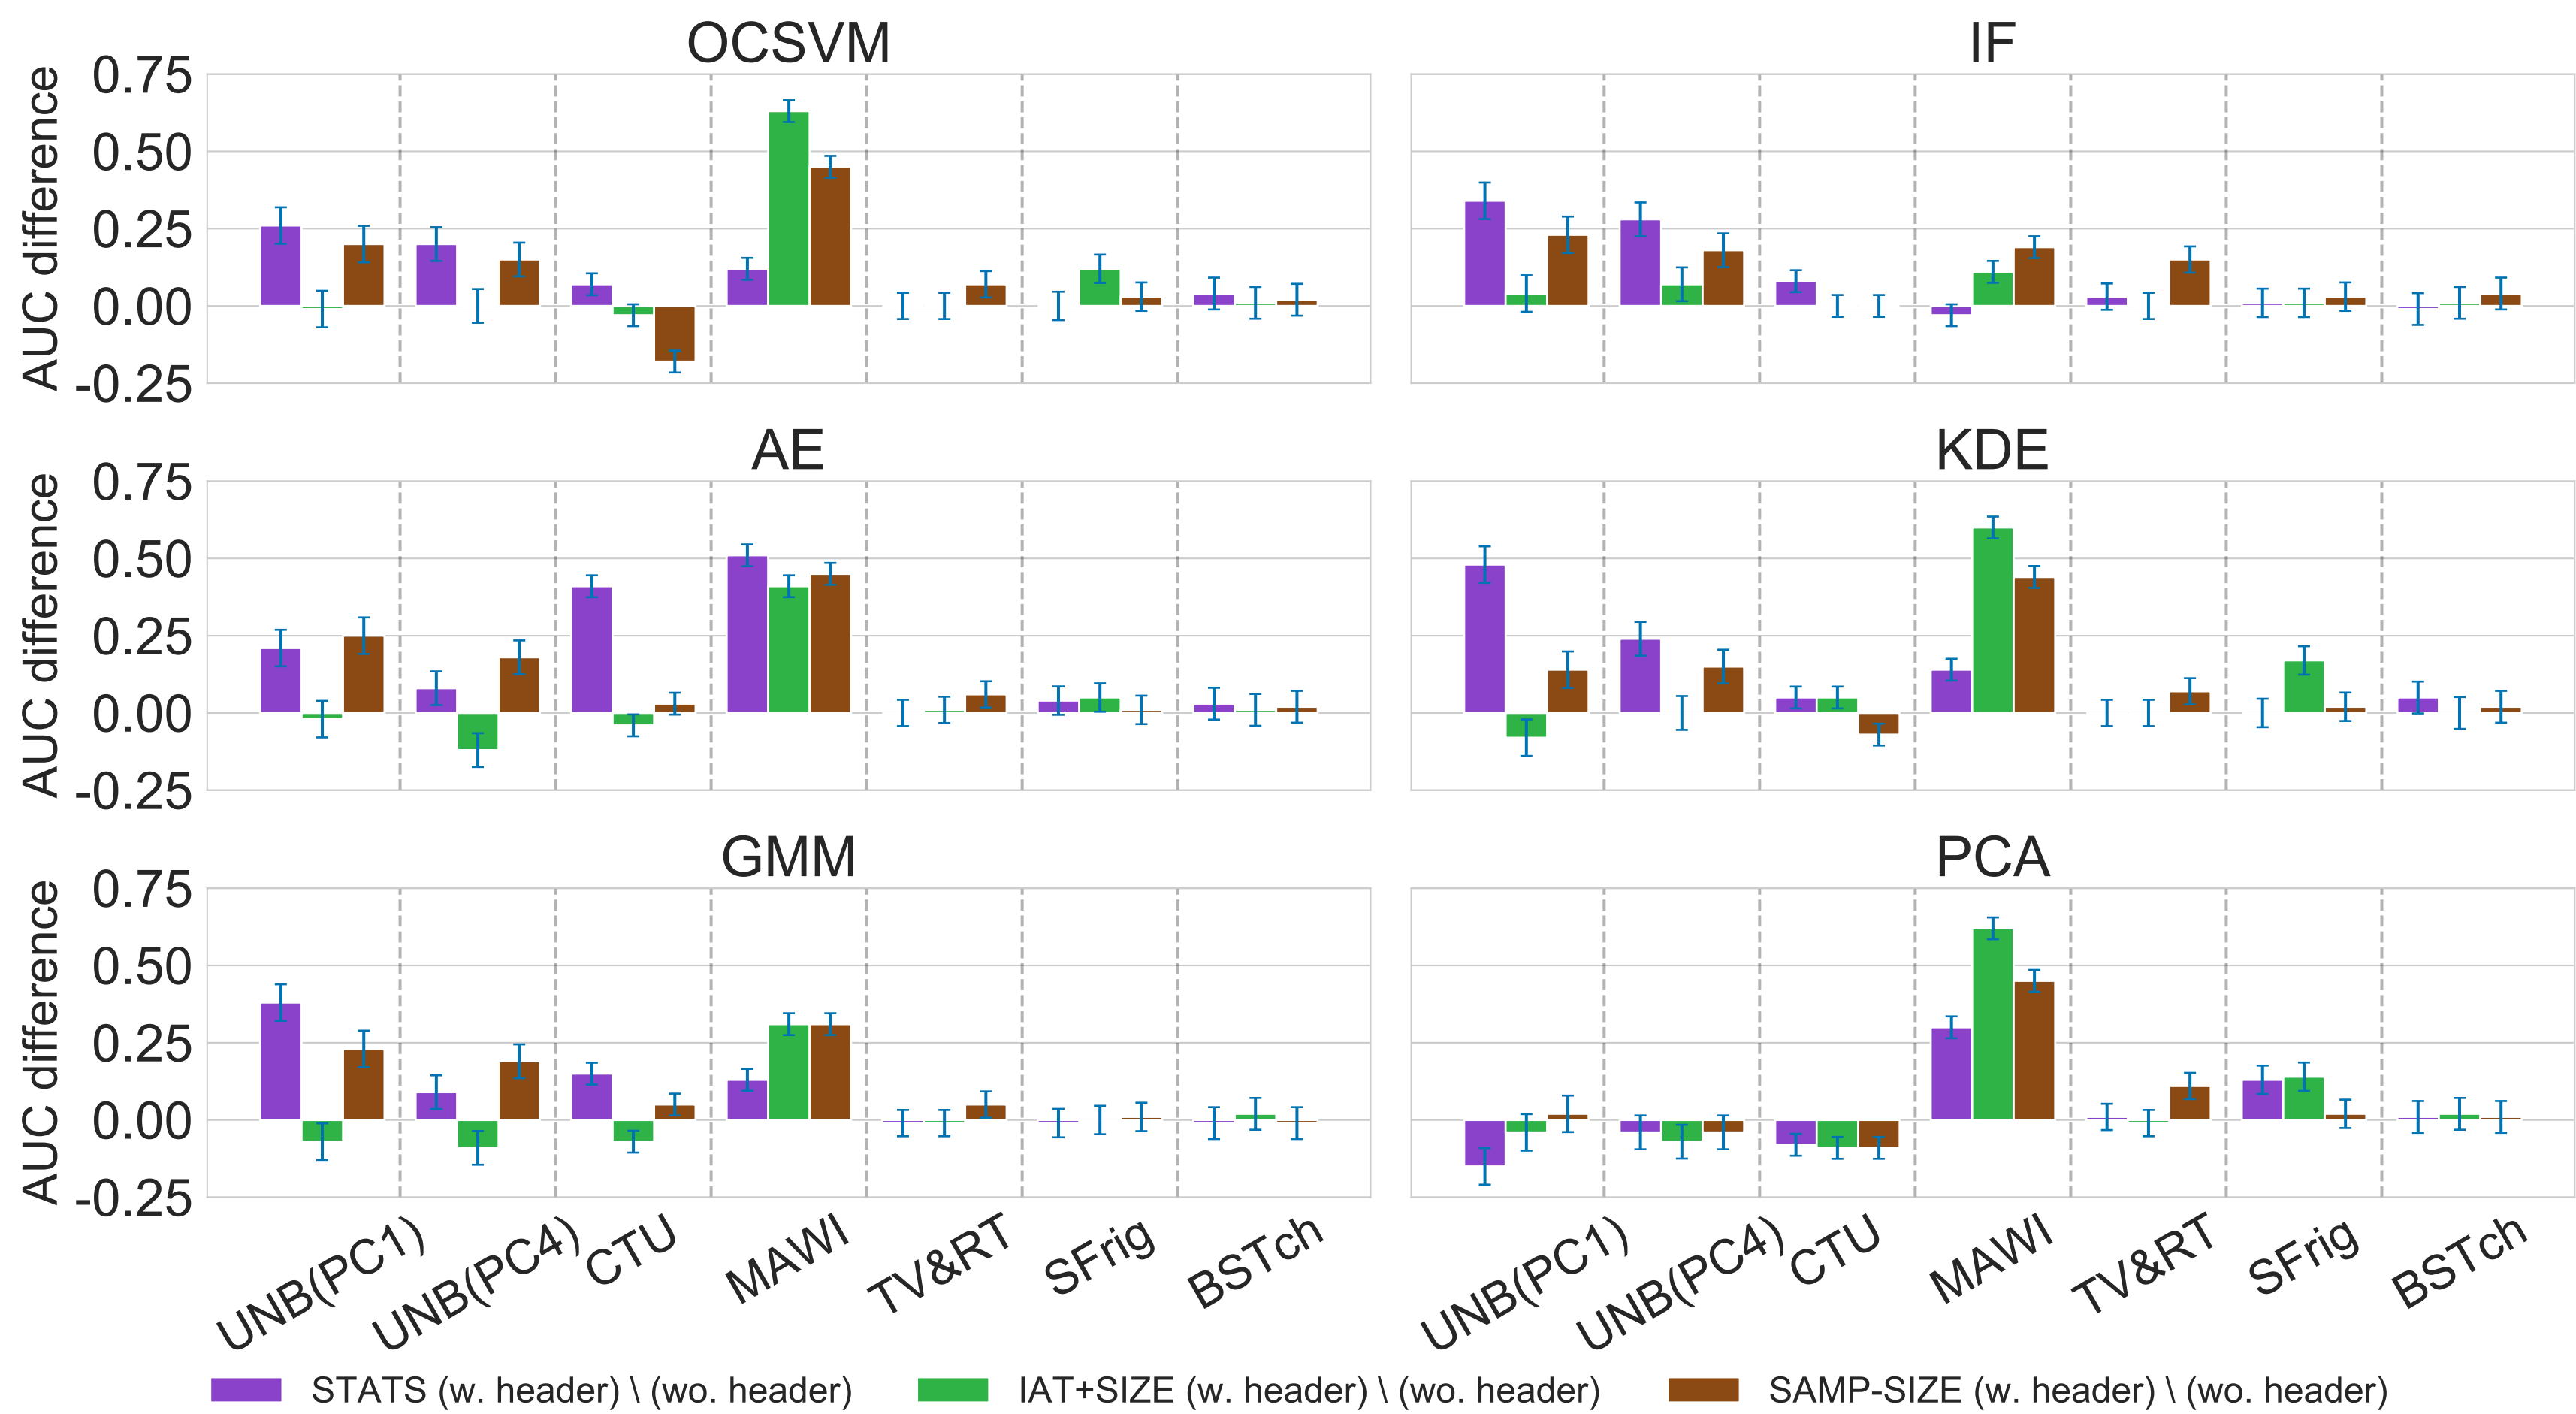 OCSVM
IF
AUC difference
0.75
0.50
0.25
0.00
-0.25
AE
KDE
AUC difference
0.75
0.50
0.25
0.00
-0.25
GMM
PCA
AUC difference
0.75
0.50
0.25
0.00
-0.25
UNB(PC1)
UNB(PC4)
CTU
MAWI
TV&RT
SFrig
BSTch
UNB(PC1)
UNB(PC4)
CTU
MAWI
TV&RT
SFrig
BSTch
STATS (w. header) \ (wo. header)
IAT+SIZE (w. header) \ (wo. header)
SAMP-SIZE (w. header) \ (wo. header)